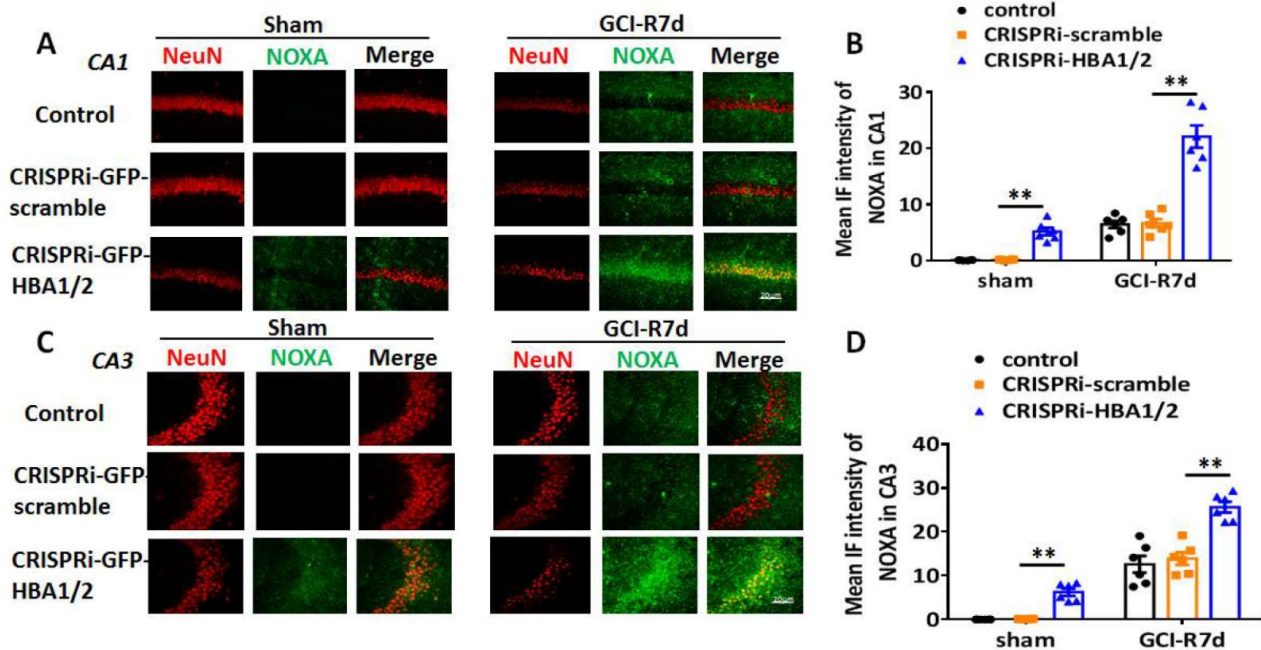 A
Sham
GCI-R7d
CA1
NeuN NOXA Merge
NeuN NOXA Merge
Control
CRISPRi-GFP-
scramble
CRISPRi-GFP-
HBA1/2
20μm
B
control
CRISPRi-scramble
CRISPRi-HBA1/2
Mean IF intensity of
NOXA in CA1
30
20
10
0
**
**
sham GCI-R7d
C
Sham
GCI-R7d
CA3
NeuN NOXA Merge
NeuN NOXA Merge
Control
CRISPRi-GFP-
scramble
CRISPRi-GFP-
HBA1/2
20μm
D
control
CRISPRi-scramble
CRISPRi-HBA1/2
Mean IF intensity of
NOXA in CA3
40
30
20
10
0
**
**
sham GCI-R7d